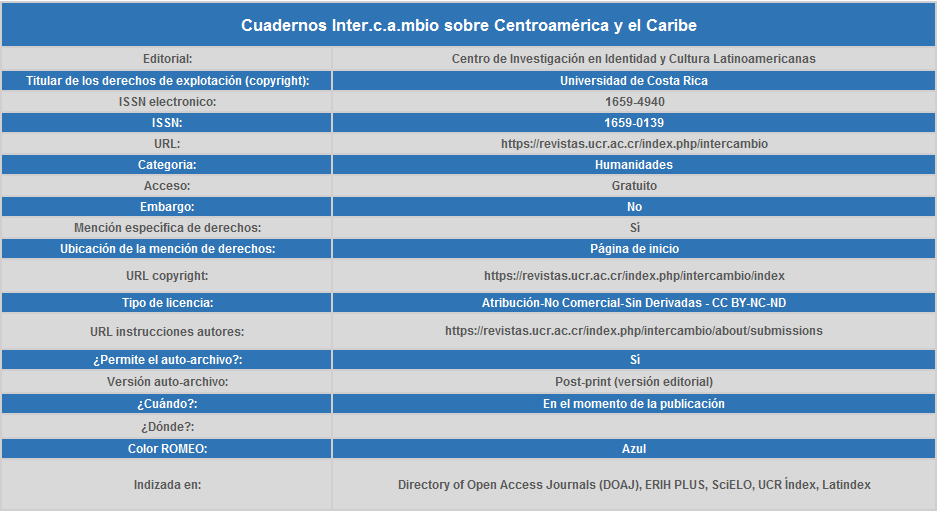 Cuadernos Inter.c.a.mbio sobre Centroamérica y el Caribe
Editorial: Centro de Investigación en Identidad y Cultura Latinoamericanas
Titular de los derechos de explotación (copyright): Universidad de Costa Rica
ISSN electronico: 1659-4940
ISSN: 1659-0139
URL: https://revistas.ucr.ac.cr/index.php/intercambio
Categoria: Humanidades
Acceso: Gratuito
Embargo: No
Mención específica de derechos: Sí
Ubicación de la mención de derechos: Página de inicio
URL copyright: https://revistas.ucr.ac.cr/index.php/intercambio/index
Tipo de licencia: Atribución-No Comercial-Sin Derivadas - CC BY-NC-ND
URL instrucciones autores: https://revistas.ucr.ac.cr/index.php/intercambio/about/submissions
¿Permite el auto-archivo?: Sí
Versión auto-archivo: Post-print (versión editorial)
¿Cuándo?: En el momento de la publicación
¿Dónde?:
Color ROMEO: Azul
Indizada en: Directory of Open Access Journals (DOAJ), ERIH PLUS, SciELO, UCR Índex, Latindex